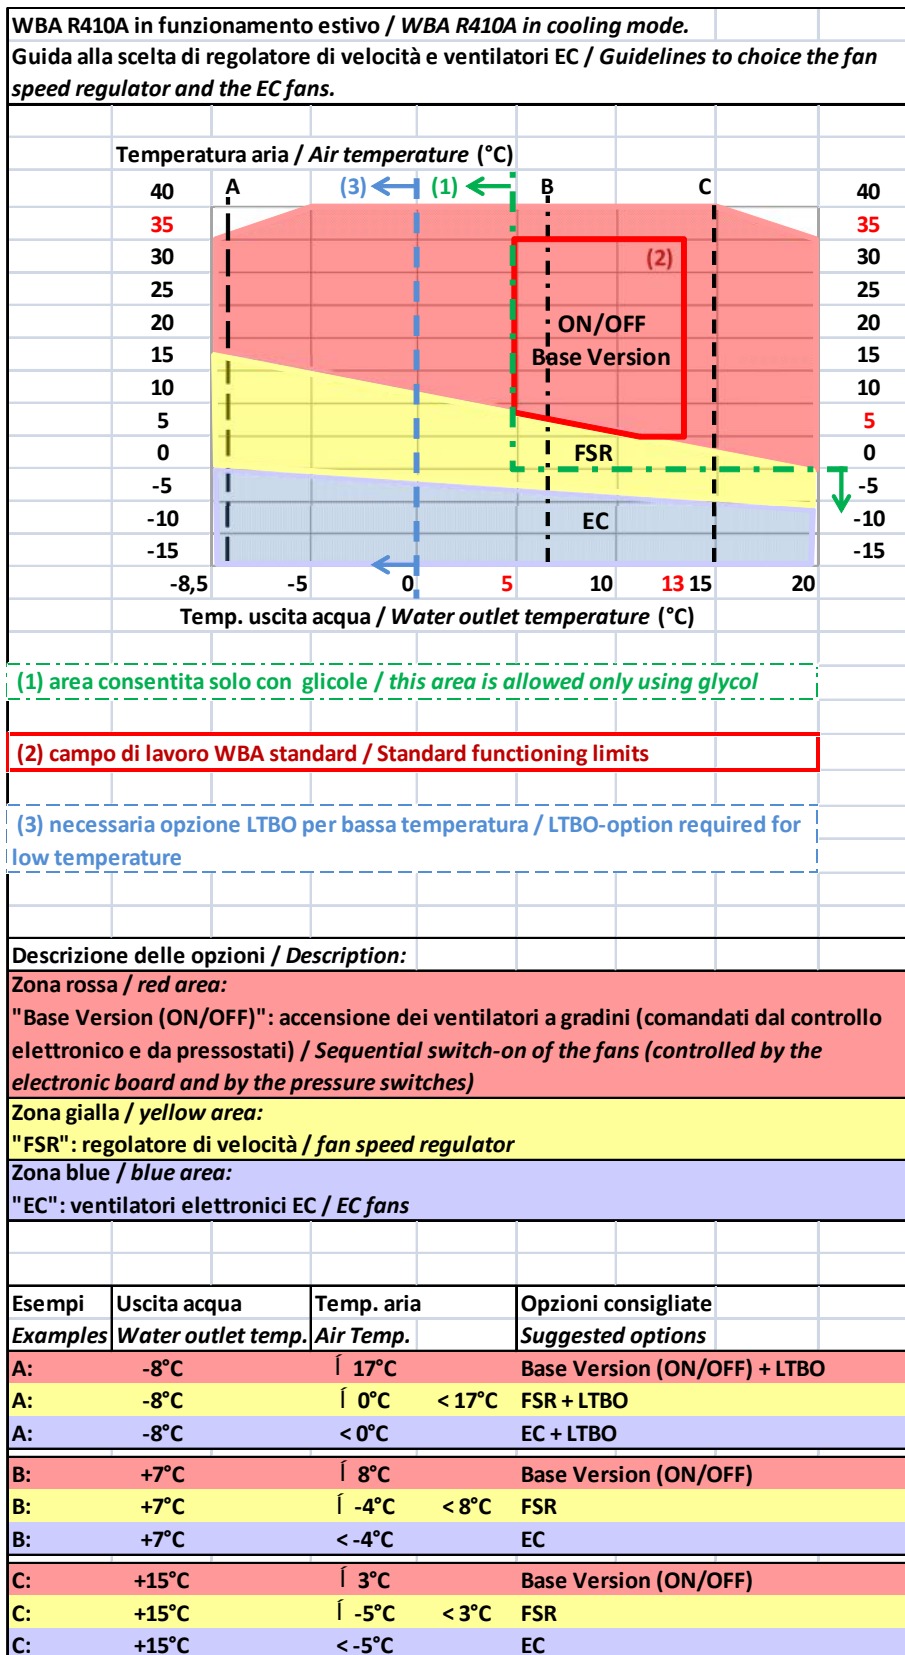 WBA R410A in funzionamento estivo / WBA R410A in cooling mode.
Guida alla scelta di regolatore di velocità e ventilatori EC / Guidelines to choice the fan
speed regulator and the EC fans.
Temperatura aria / Air temperature (°C)
40 A (3) (1) B C 40
35 35
30 (2) 30
25 25
20 ON/OFF 20
15 Base Version 15
10 10
5 5
0 FSR 0
-5 -5
-10 EC -10
-15 -15
-8,5 -5 0 5 10 13 15 20
Temp. uscita acqua / Water outlet temperature (°C)
(1) area consentita solo con glicole / this area is allowed only using glycol
(2) campo di lavoro WBA standard / Standard functioning limits
(3) necessaria opzione LTBO per bassa temperatura / LTBO-option required for
low temperature
Descrizione delle opzioni / Description:
Zona rossa / red area:
"Base Version (ON/OFF)": accensione dei ventilatori a gradini (comandati dal controllo
elettronico e da pressostati) / Sequential switch-on of the fans (controlled by the
electronic board and by the pressure switches)
Zona gialla / yellow area:
"FSR": regolatore di velocità / fan speed regulator
Zona blue / blue area:
"EC": ventilatori elettronici EC / EC fans
Esempi Uscita acqua Temp. aria Opzioni consigliate
Examples Water outlet temp. Air Temp. Suggested options
A: -8°C Í 17°C Base Version (ON/OFF) + LTBO
A: -8°C Í 0°C < 17°C FSR + LTBO
A: -8°C < 0°C EC + LTBO
B: +7°C Í 8°C Base Version (ON/OFF)
B: +7°C Í -4°C < 8°C FSR
B: +7°C < -4°C EC
C: +15°C Í 3°C Base Version (ON/OFF)
C: +15°C Í -5°C < 3°C FSR
C: +15°C < -5°C EC